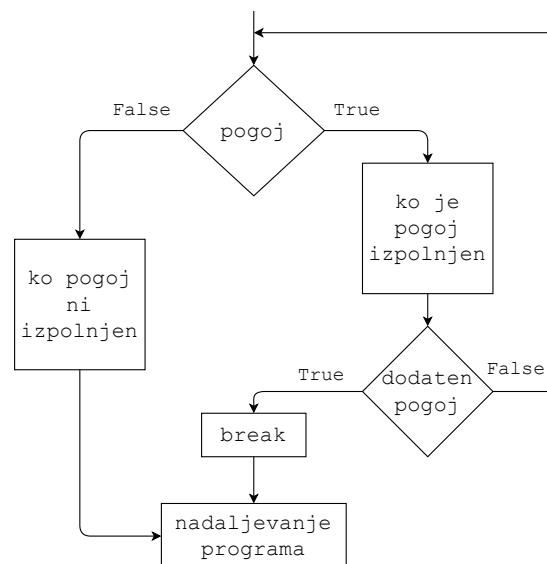 False
True
pogoj
ko je
pogoj
izpolnjen
ko pogoj
ni
izpolnjen
True
dodaten
pogoj
False
break
nadaljevanje
programa